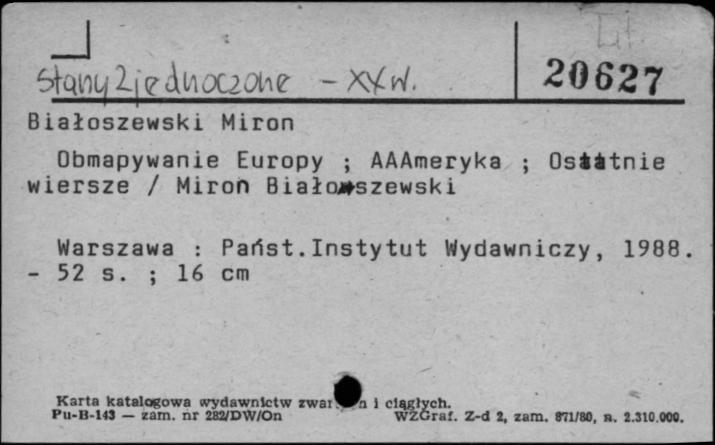 Lit.
Stany Zjednoczone - XX w.
20627
Białoszewski Miron
Obmapywanie Europy ; AAAmeryka ; Ostatnie
wiersze / Miron Białoszewski
Warszawa : Państ.Instytut Wydawniczy, 1988.
- 52 s. ; 16 cm
Karta katalogowa wydawnictw i ciągłych.
Pu-B-143 — zam. nr 282/DW/On
WZGraf. Z-d 2, zam. 871/80, n. 2.310.000.